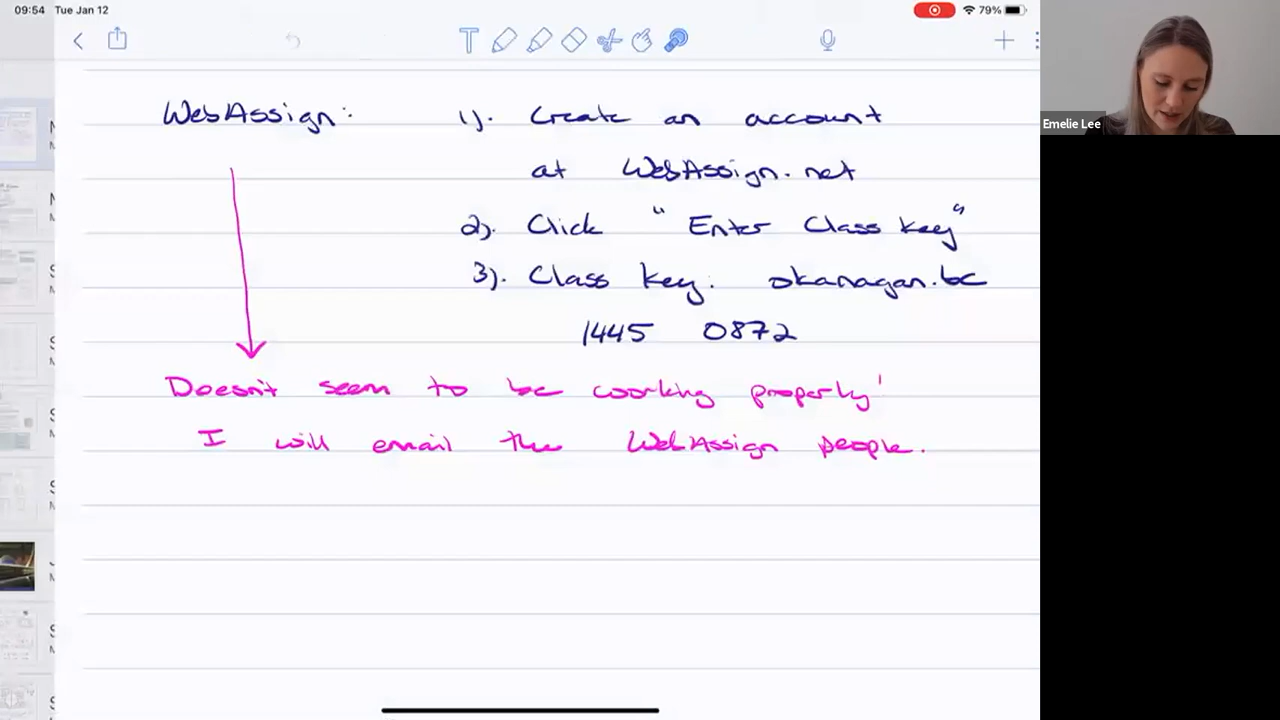 09:54 Tue Jan 12
79%
Emelie Lee
WebAssign:
1). Create an account
at WebAssign.net
2). Click "Enter Class key"
3). Class key: okanagan.bc
1445 0872
Doesn't seem to be working properly!
I will email the WebAssign people.